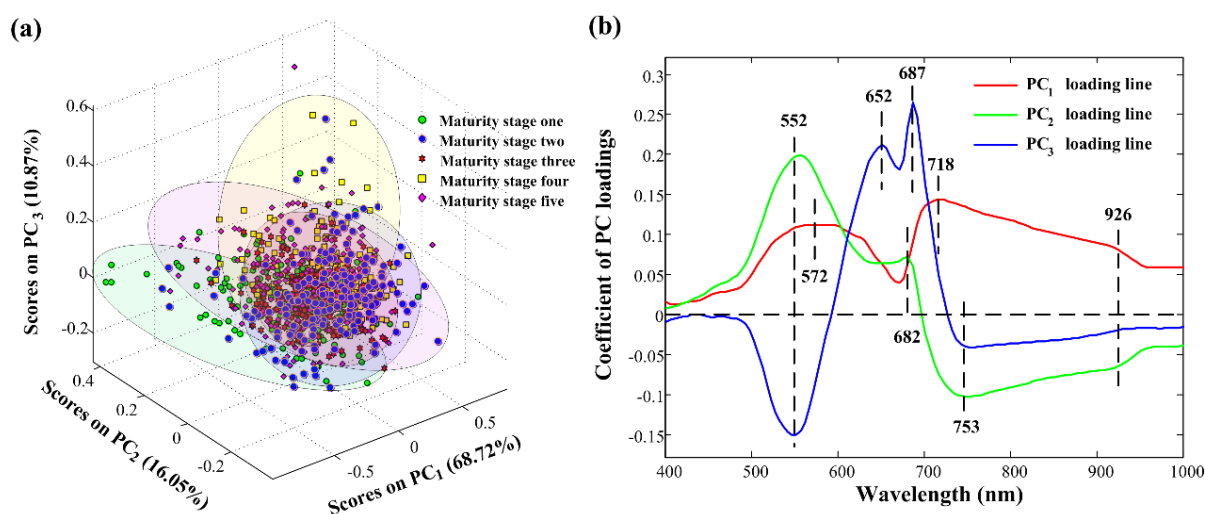 (a)
Scores on PC3 (10.87%)
0.6
0.4
0.2
0
-0.2
0.4
0.2
0
-0.2
Scores on PC2 (16.05%)
-0.5
0
0.5
Scores on PC1 (68.72%)
Maturity stage one
Maturity stage two
Maturity stage three
Maturity stage four
Maturity stage five
(b)
Coefficient of PC loadings
0.3
0.25
0.2
0.15
0.1
0.05
0
-0.05
-0.1
-0.15
400 500 600 700 800 900 1000
Wavelength (nm)
PC1 loading line
PC2 loading line
PC3 loading line
552
572
652
687
718
682
753
926